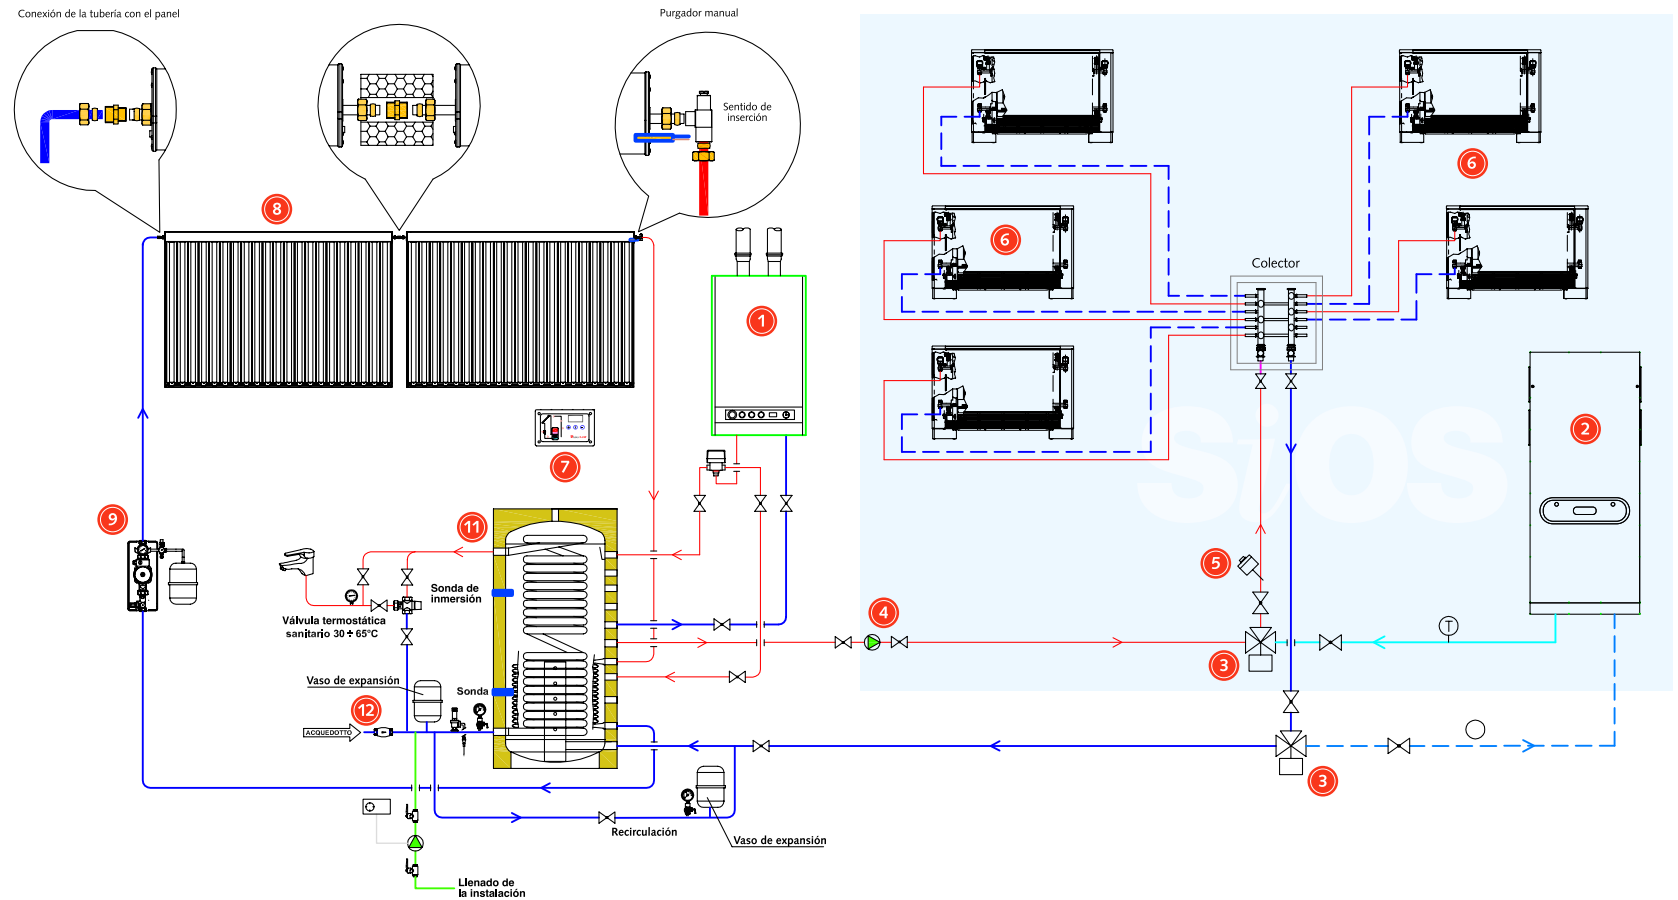 Conexión de la tubería con el panel
Purgador manual
Sentido de
inserción
8
6
6
Colector
1
2
7
9
11
5
Sonda de
inmersión
Válvula termostática
sanitario 30 ÷ 65°C
4
T
3
Vaso de expansión
Sonda
12
ACQUEDOTTO
3
Recirculación
Vaso de expansión
Llenado de
la instalación
sios